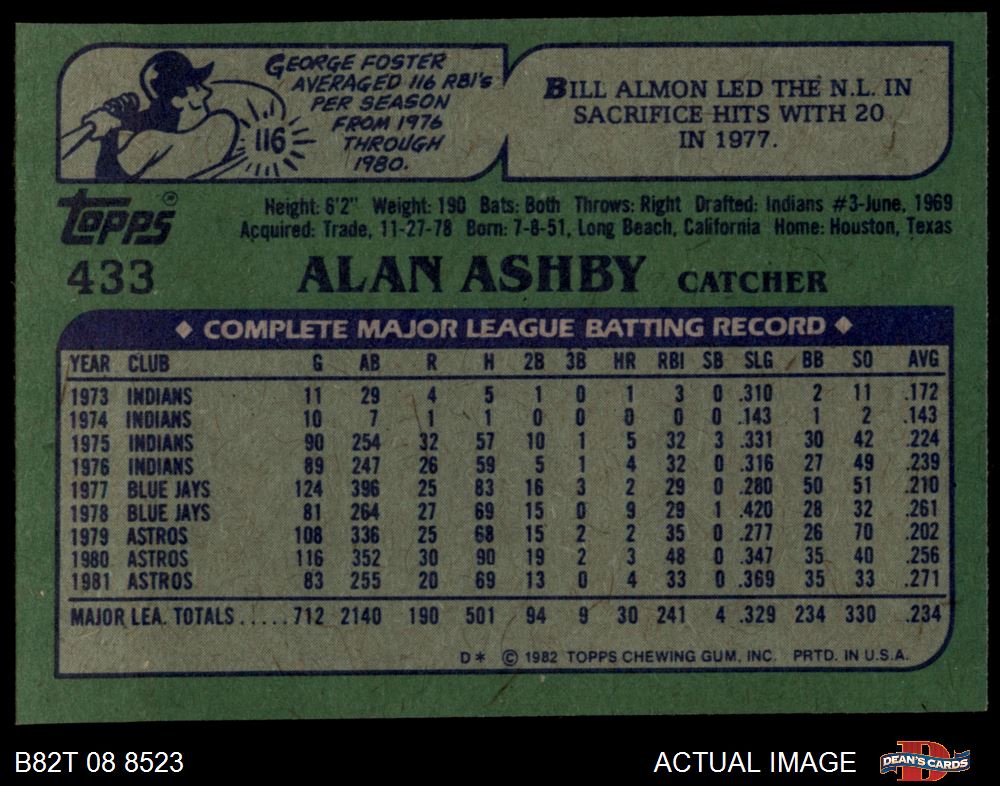 GEORGE FOSTER
AVERAGED 116 RBI's
PER SEASON
FROM 1976
THROUGH
1980.
116
BILL ALMON LED THE N.L. IN
SACRIFICE HITS WITH 20
IN 1977.
topps®
Height: 6'2" Weight: 190 Bats: Both Throws: Right Drafted: Indians #3-June, 1969
Acquired: Trade, 11-27-78 Born: 7-8-51, Long Beach, California Home: Houston, Texas
433 ALAN ASHBY CATCHER
◆ COMPLETE MAJOR LEAGUE BATTING RECORD ◆
YEAR CLUB G AB R H 2B 3B HR RBI SB SLG BB SO AVG
1973 INDIANS 11 29 4 5 1 0 1 3 0 .310 2 11 .172
1974 INDIANS 10 7 1 1 0 0 0 0 0 .143 1 2 .143
1975 INDIANS 90 254 32 57 10 1 5 32 3 .331 30 42 .224
1976 INDIANS 89 247 26 59 5 1 4 32 0 .316 27 49 .239
1977 BLUE JAYS 124 396 25 83 16 3 2 29 0 .280 50 51 .210
1978 BLUE JAYS 81 264 27 69 15 0 9 29 1 .420 28 32 .261
1979 ASTROS 108 336 25 68 15 2 2 35 0 .277 26 70 .202
1980 ASTROS 116 352 30 90 19 2 3 48 0 .347 35 40 .256
1981 ASTROS 83 255 20 69 13 0 4 33 0 .369 35 33 .271
MAJOR LEA. TOTALS.....712 2140 190 501 94 9 30 241 4 .329 234 330 .234
D* © 1982 TOPPS CHEWING GUM, INC. PRTD. IN U.S.A.
B82T 08 8523 ACTUAL IMAGE
DEAN'S CARDS